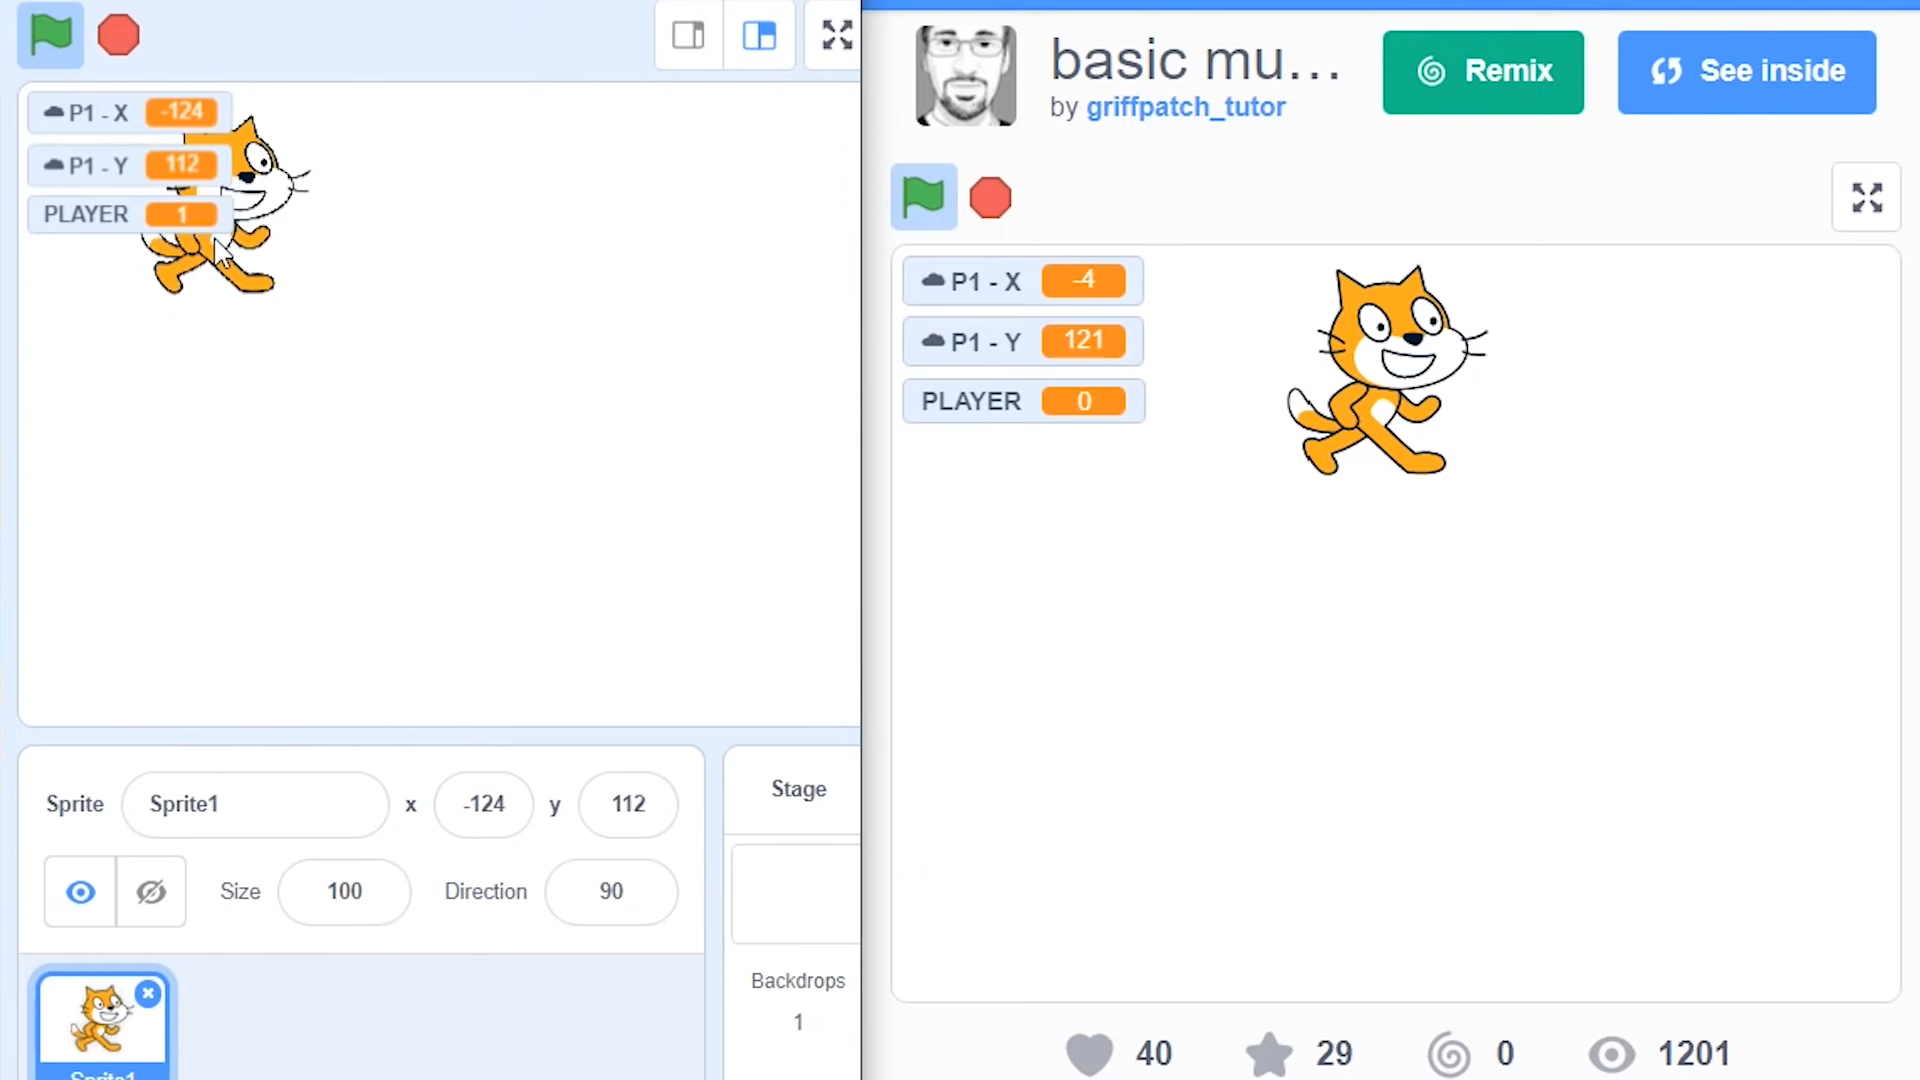 P1 - X -124
P1 - Y 112
PLAYER 1
Sprite Sprite1 x -124 y 112
Size 100 Direction 90
Stage
Backdrops
1
Sprite1
basic mu...
by griffpatch_tutor
Remix
See inside
P1 - X -4
P1 - Y 121
PLAYER 0
40 29 0 1201